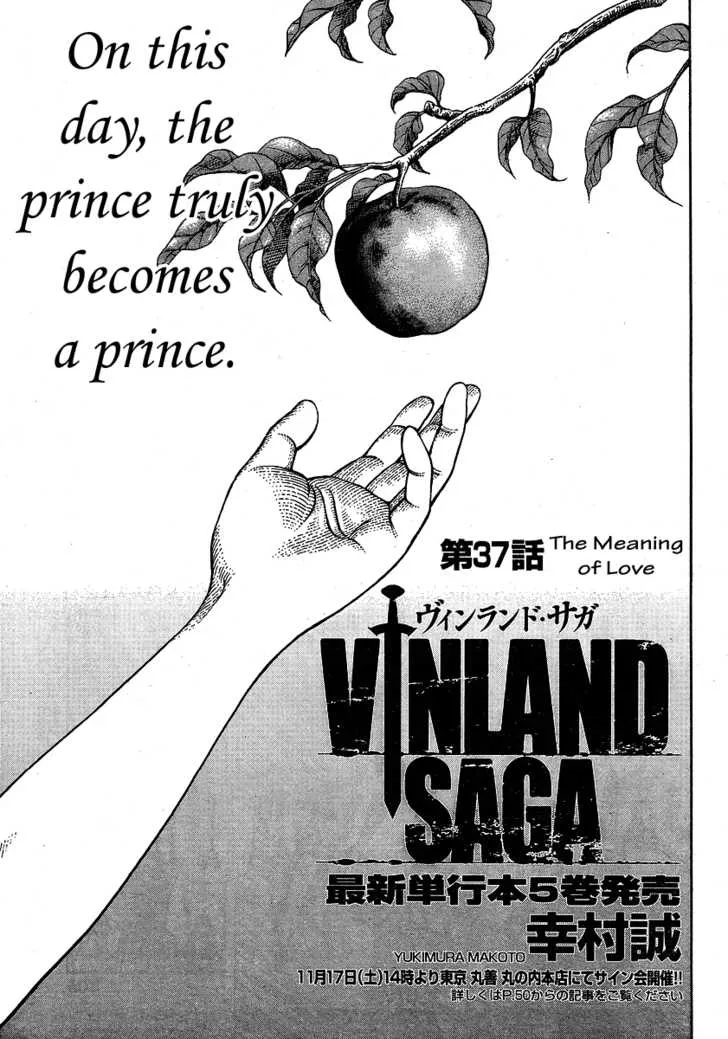 On this
day, the
prince truly
becomes
a prince.
第37話 The Meaning
of Love
ヴィンランド・サガ
VINLAND
SAGA
最新単行本5巻発売
YUKIMURA MAKOTO 幸村誠
11月17日(土)14時より東京 丸善 丸の内本店にてサイン会開催!!
詳しくはP.50からの記事をご覧ください